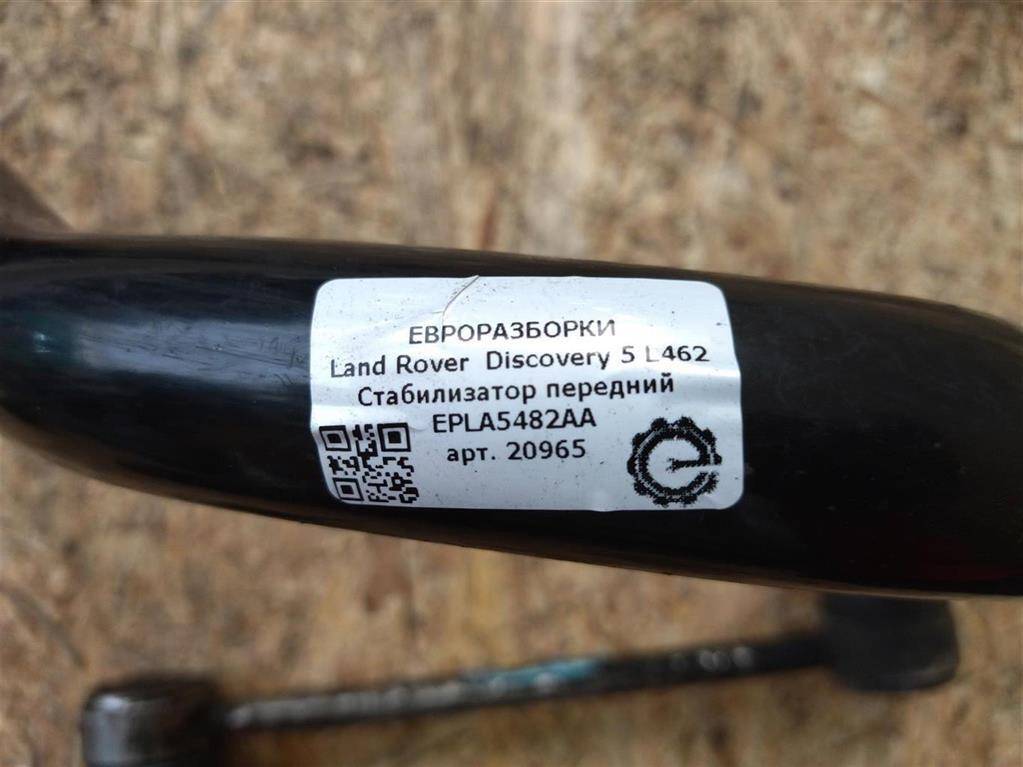 ЕВРОРАЗБОРКИ
Land Rover Discovery 5 L462
Стабилизатор передний
EPLA5482AA
арт. 20965